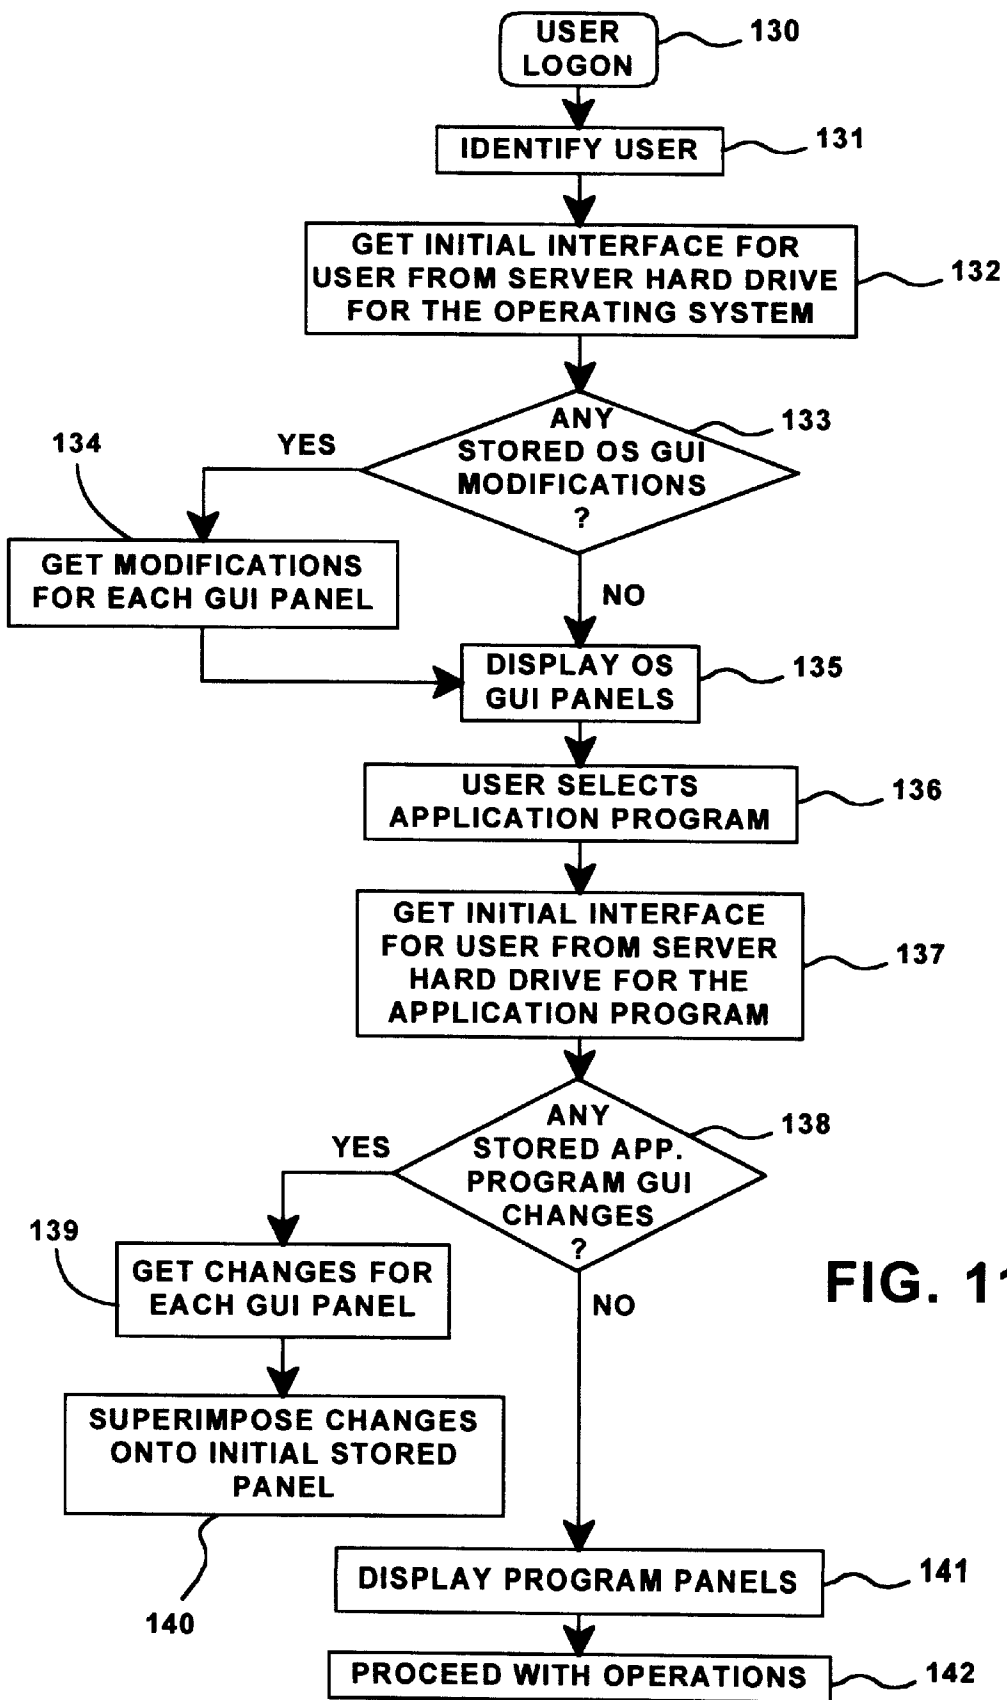 USER
LOGON
130
IDENTIFY USER
131
GET INITIAL INTERFACE FOR
USER FROM SERVER HARD DRIVE
FOR THE OPERATING SYSTEM
132
ANY
STORED OS GUI
MODIFICATIONS
?
133
YES
134
GET MODIFICATIONS
FOR EACH GUI PANEL
NO
DISPLAY OS
GUI PANELS
135
USER SELECTS
APPLICATION PROGRAM
136
GET INITIAL INTERFACE
FOR USER FROM SERVER
HARD DRIVE FOR THE
APPLICATION PROGRAM
137
ANY
STORED APP.
PROGRAM GUI
CHANGES
?
138
YES
139
GET CHANGES FOR
EACH GUI PANEL
NO
FIG. 11
SUPERIMPOSE CHANGES
ONTO INITIAL STORED
PANEL
140
DISPLAY PROGRAM PANELS
141
PROCEED WITH OPERATIONS
142